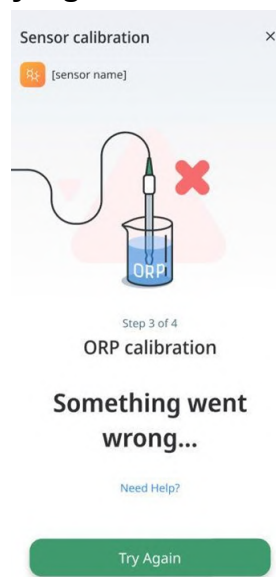 Sensor calibration
[sensor name]
ORP
Step 3 of 4
ORP calibration
Something went
wrong...
Need Help?
Try Again